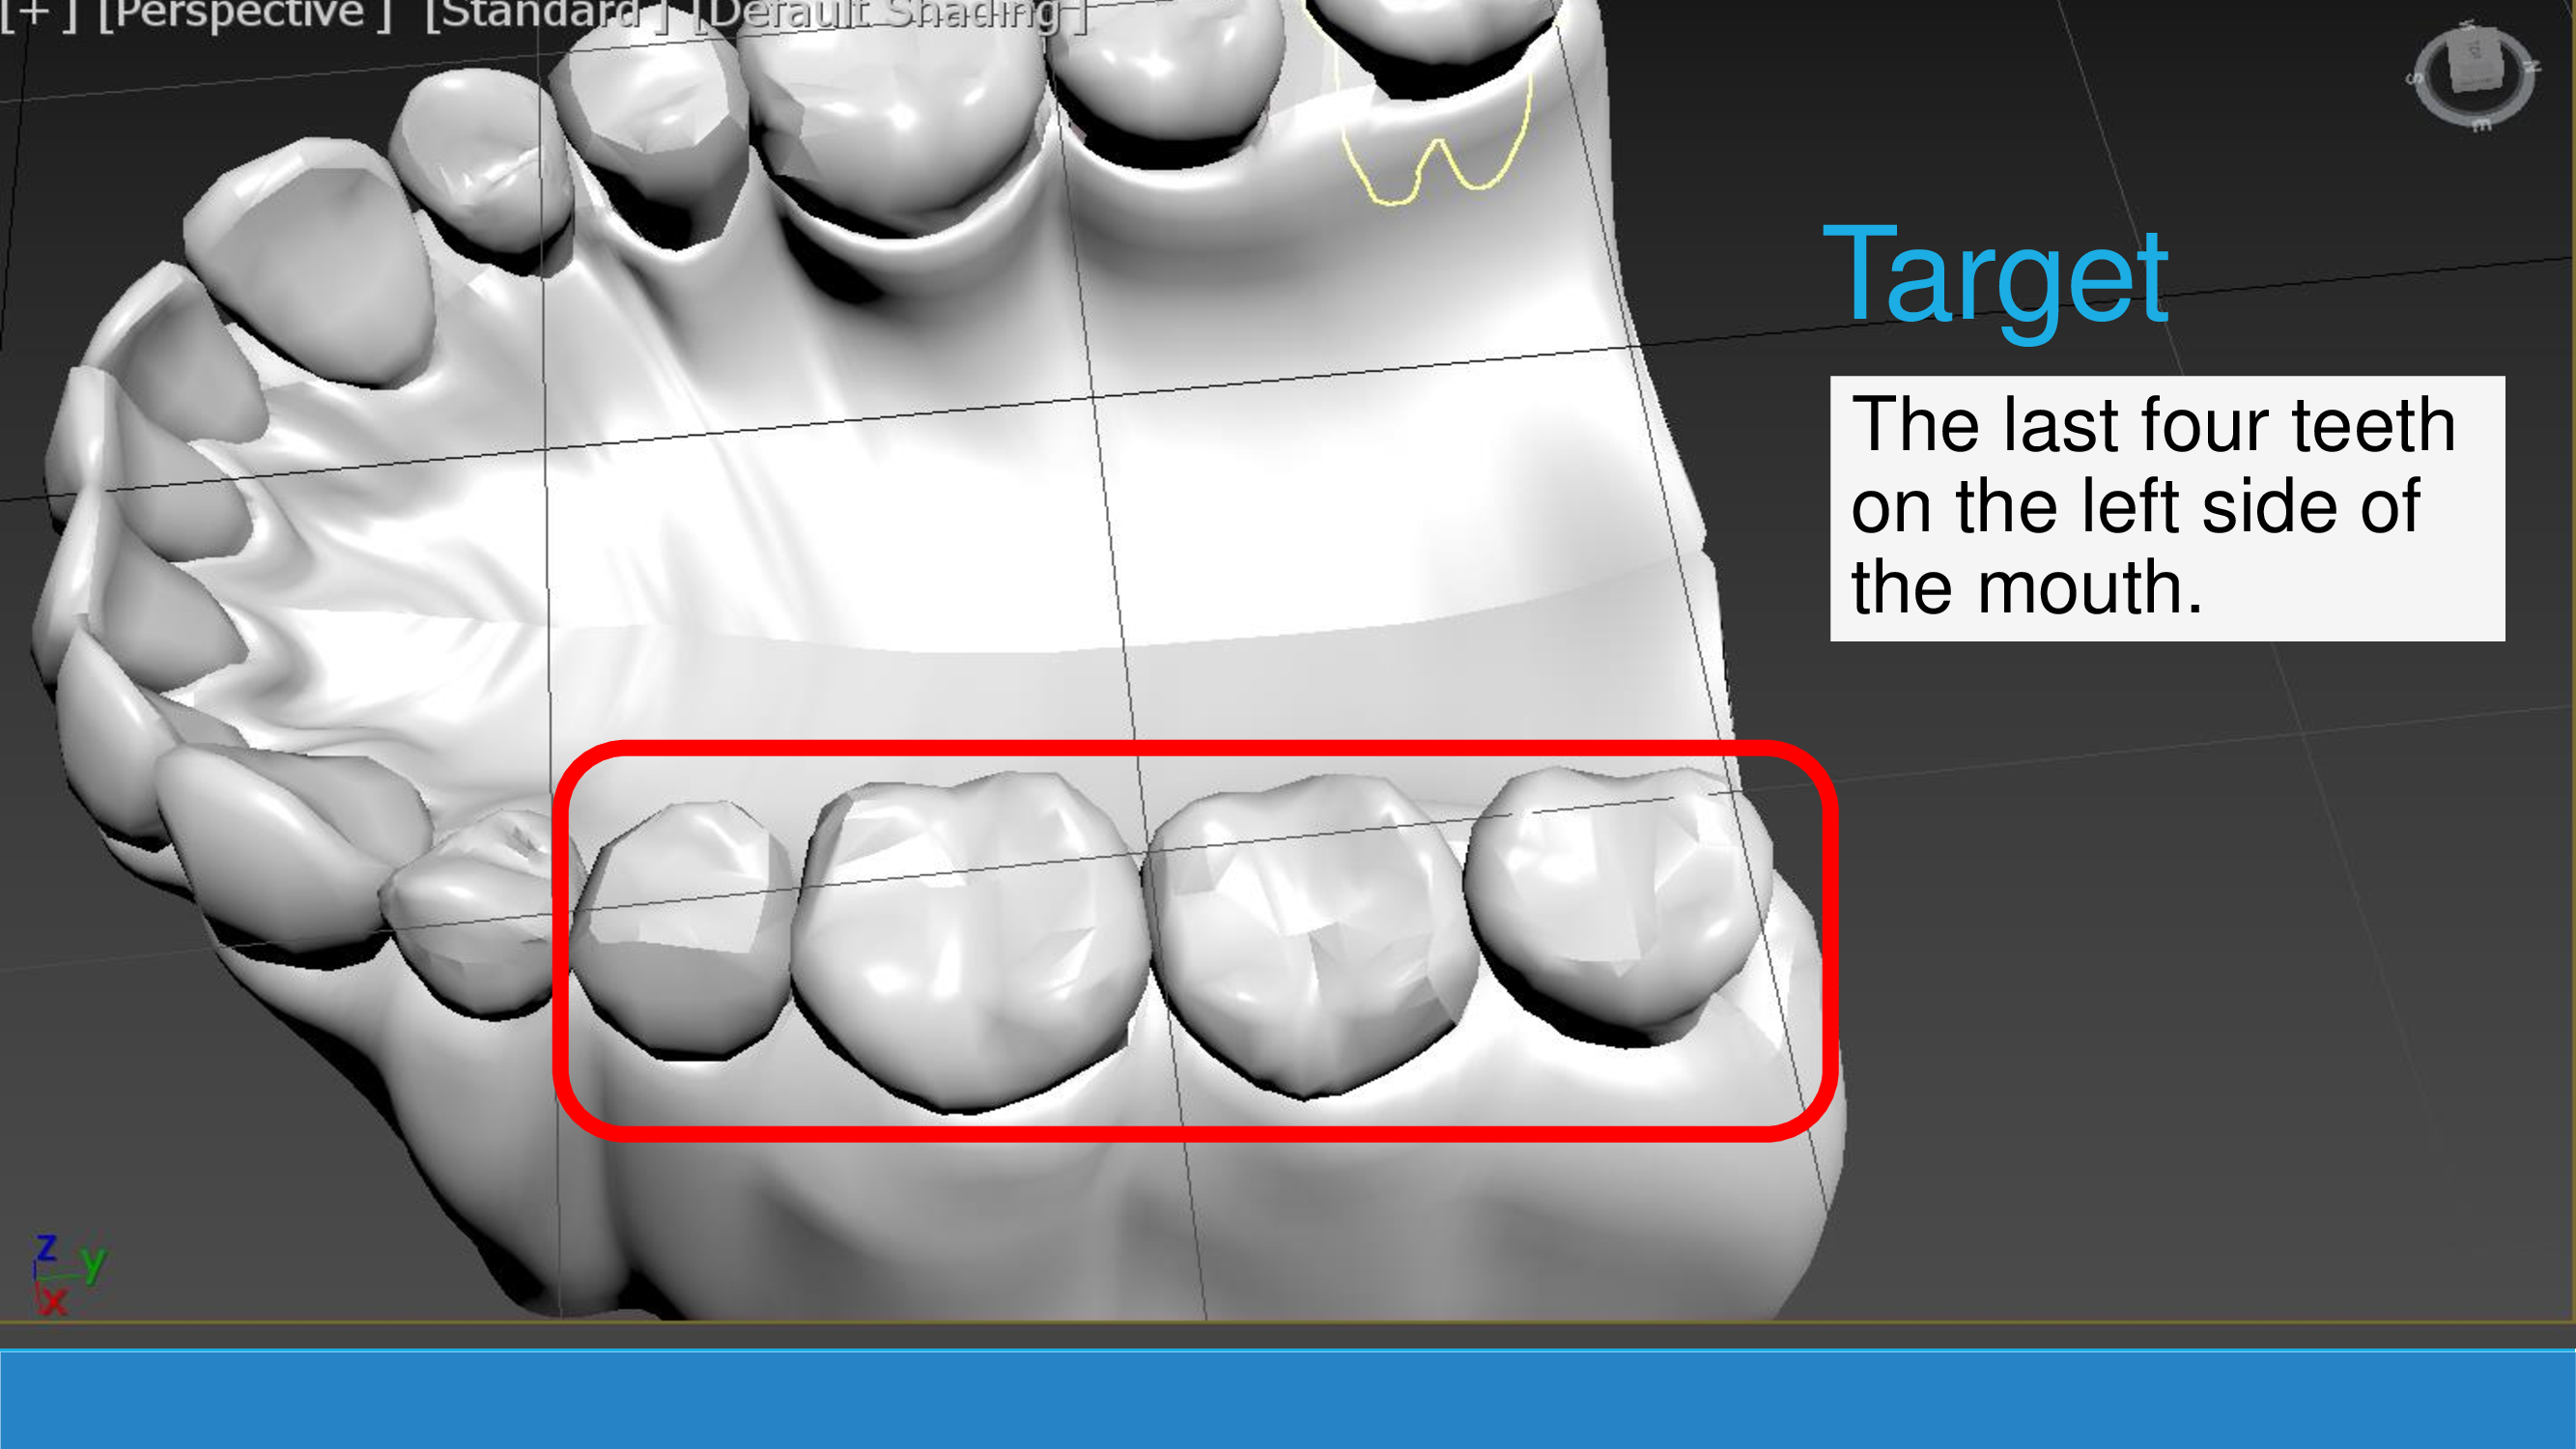 [+] [Perspective] [Standard] [Default Shading]
Target
The last four teeth
on the left side of
the mouth.
Z
y
x